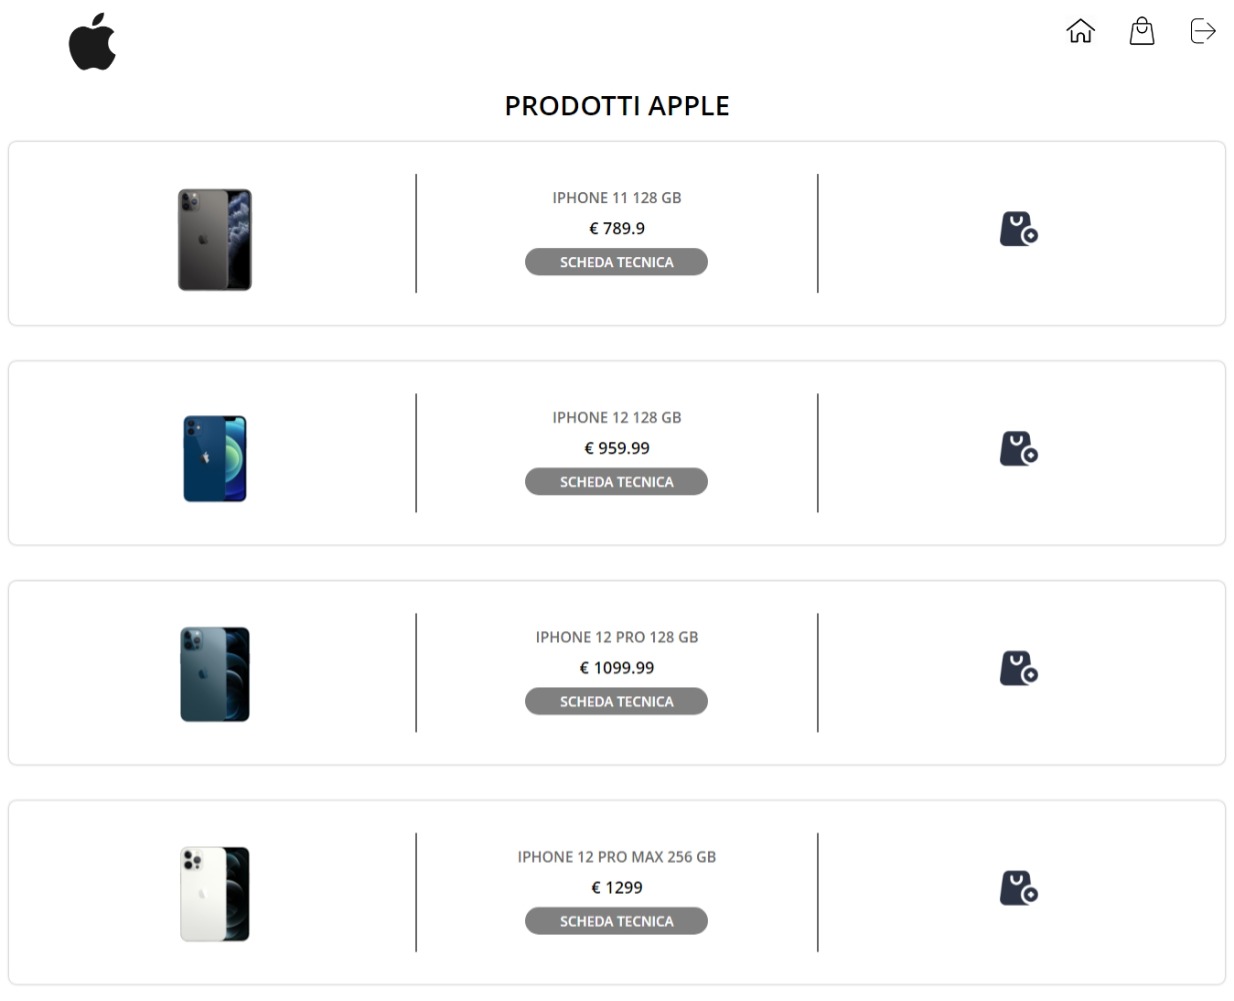 PRODOTTI APPLE
IPHONE 11 128 GB
€ 789.9
SCHEDA TECNICA
IPHONE 12 128 GB
€ 959.99
SCHEDA TECNICA
IPHONE 12 PRO 128 GB
€ 1099.99
SCHEDA TECNICA
IPHONE 12 PRO MAX 256 GB
€ 1299
SCHEDA TECNICA